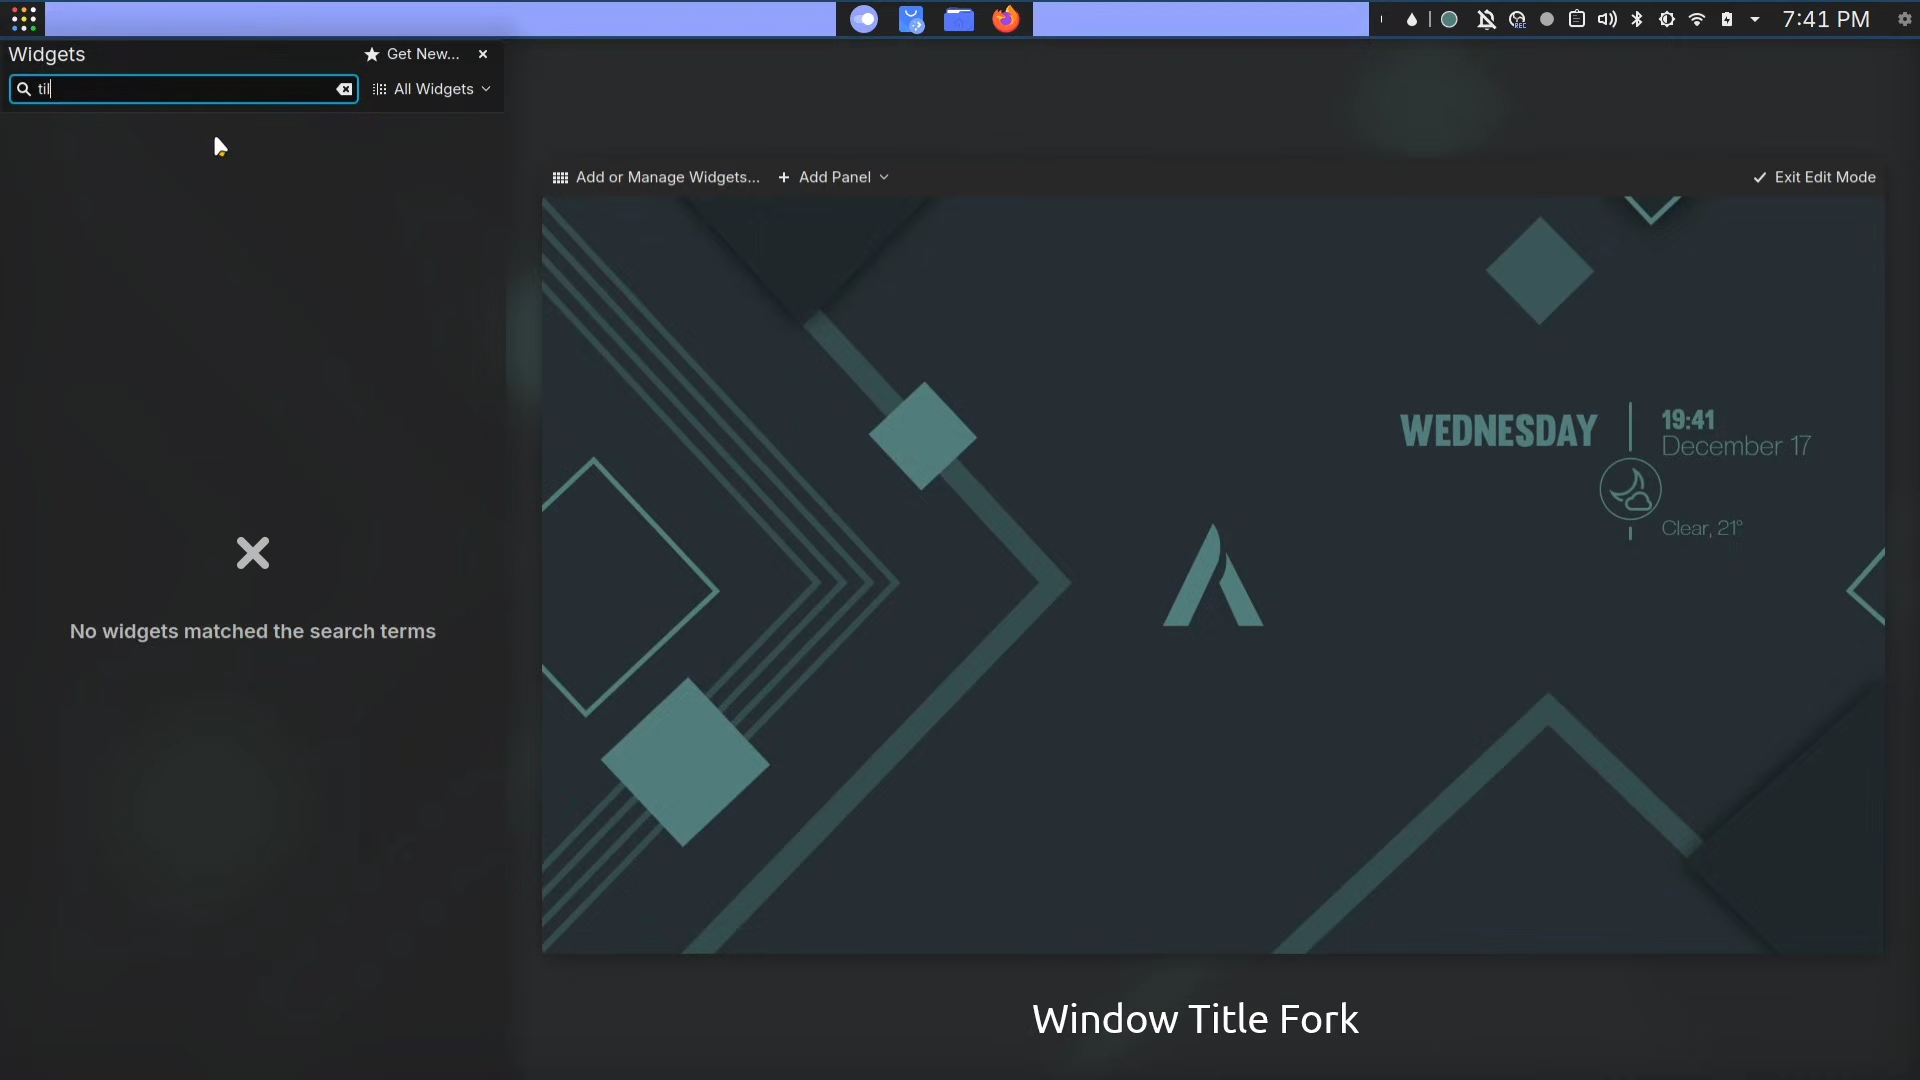 7:41 PM
Widgets
Get New...
til
All Widgets
Add or Manage Widgets...
Add Panel
Exit Edit Mode
WEDNESDAY
19:41
December 17
Clear, 21°
No widgets matched the search terms
Window Title Fork